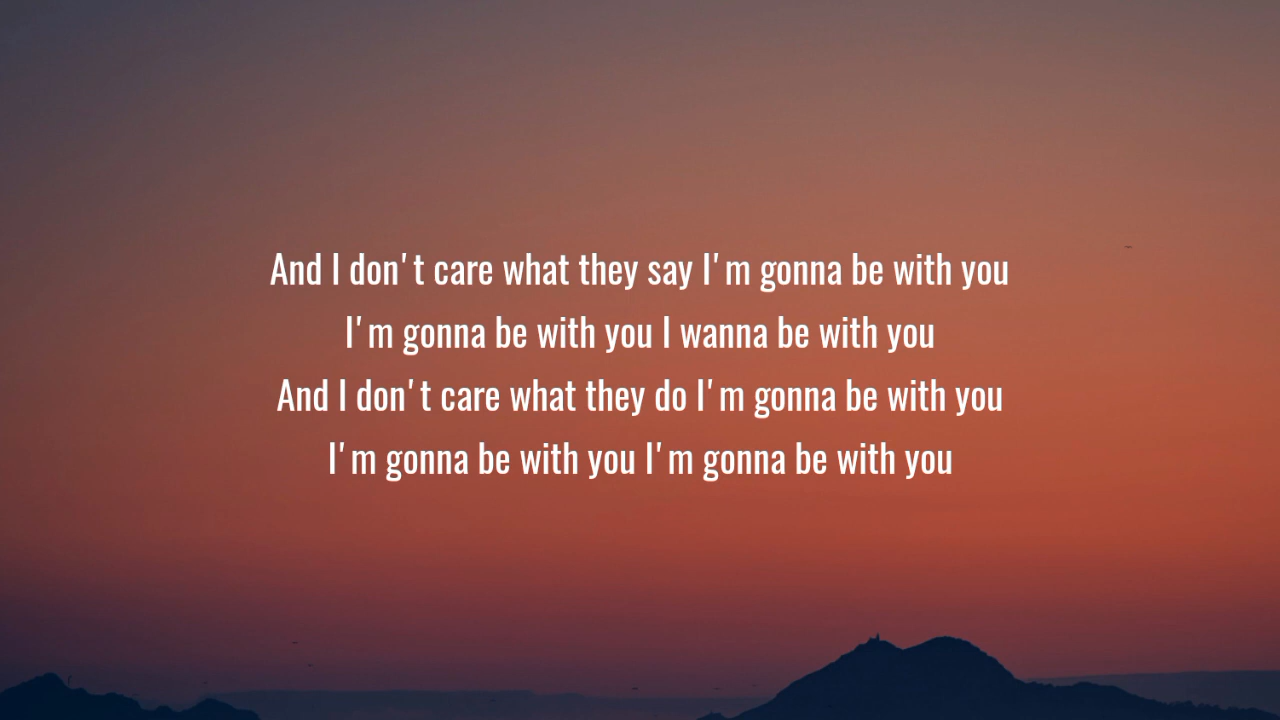 And I don't care what they say I'm gonna be with you
I'm gonna be with you I wanna be with you
And I don't care what they do I'm gonna be with you
I'm gonna be with you I'm gonna be with you